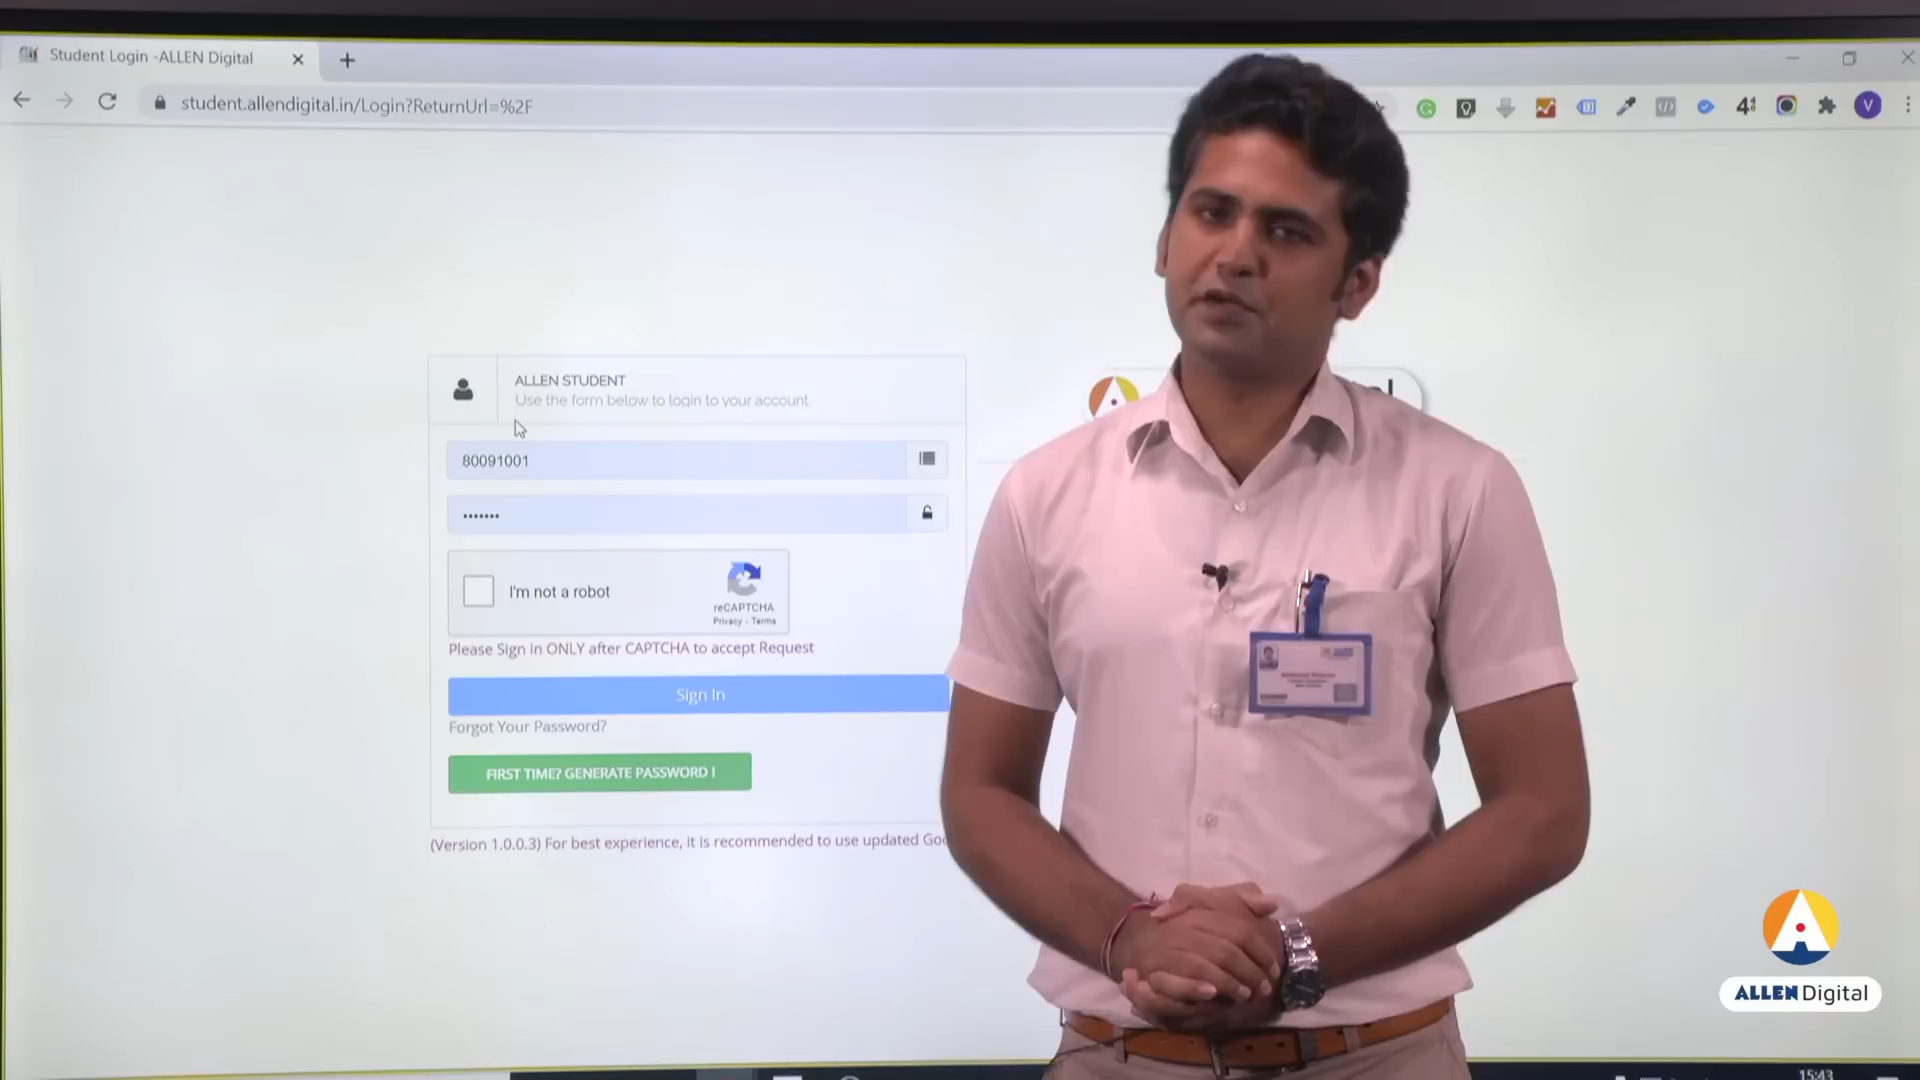 Student Login -ALLEN Digital
student.allendigital.in/Login?ReturnUrl=%2F
V
ALLEN STUDENT
Use the form below to login to your account.
80091001
•••••••
I'm not a robot
reCAPTCHA
Privacy - Terms
Please Sign in ONLY after CAPTCHA to accept Request
Sign In
Forgot Your Password?
FIRST TIME? GENERATE PASSWORD !
(Version 1.0.0.3) For best experience, it is recommended to use updated
ALLEN Digital
15:43